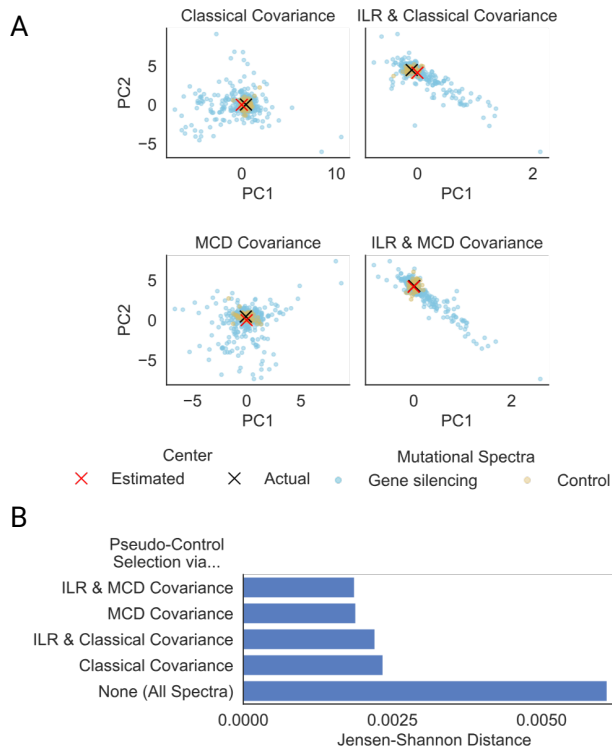 A
Classical Covariance
ILR & Classical Covariance
PC2
5
0
−5
0
10
0
2
PC1
PC1
MCD Covariance
ILR & MCD Covariance
PC2
5
0
−5
−5
0
5
0
2
PC1
PC1
Center
Mutational Spectra
Estimated
Actual
Gene silencing
Control
B
Pseudo-Control
Selection via...
ILR & MCD Covariance
MCD Covariance
ILR & Classical Covariance
Classical Covariance
None (All Spectra)
0.0000
0.0025
0.0050
Jensen-Shannon Distance